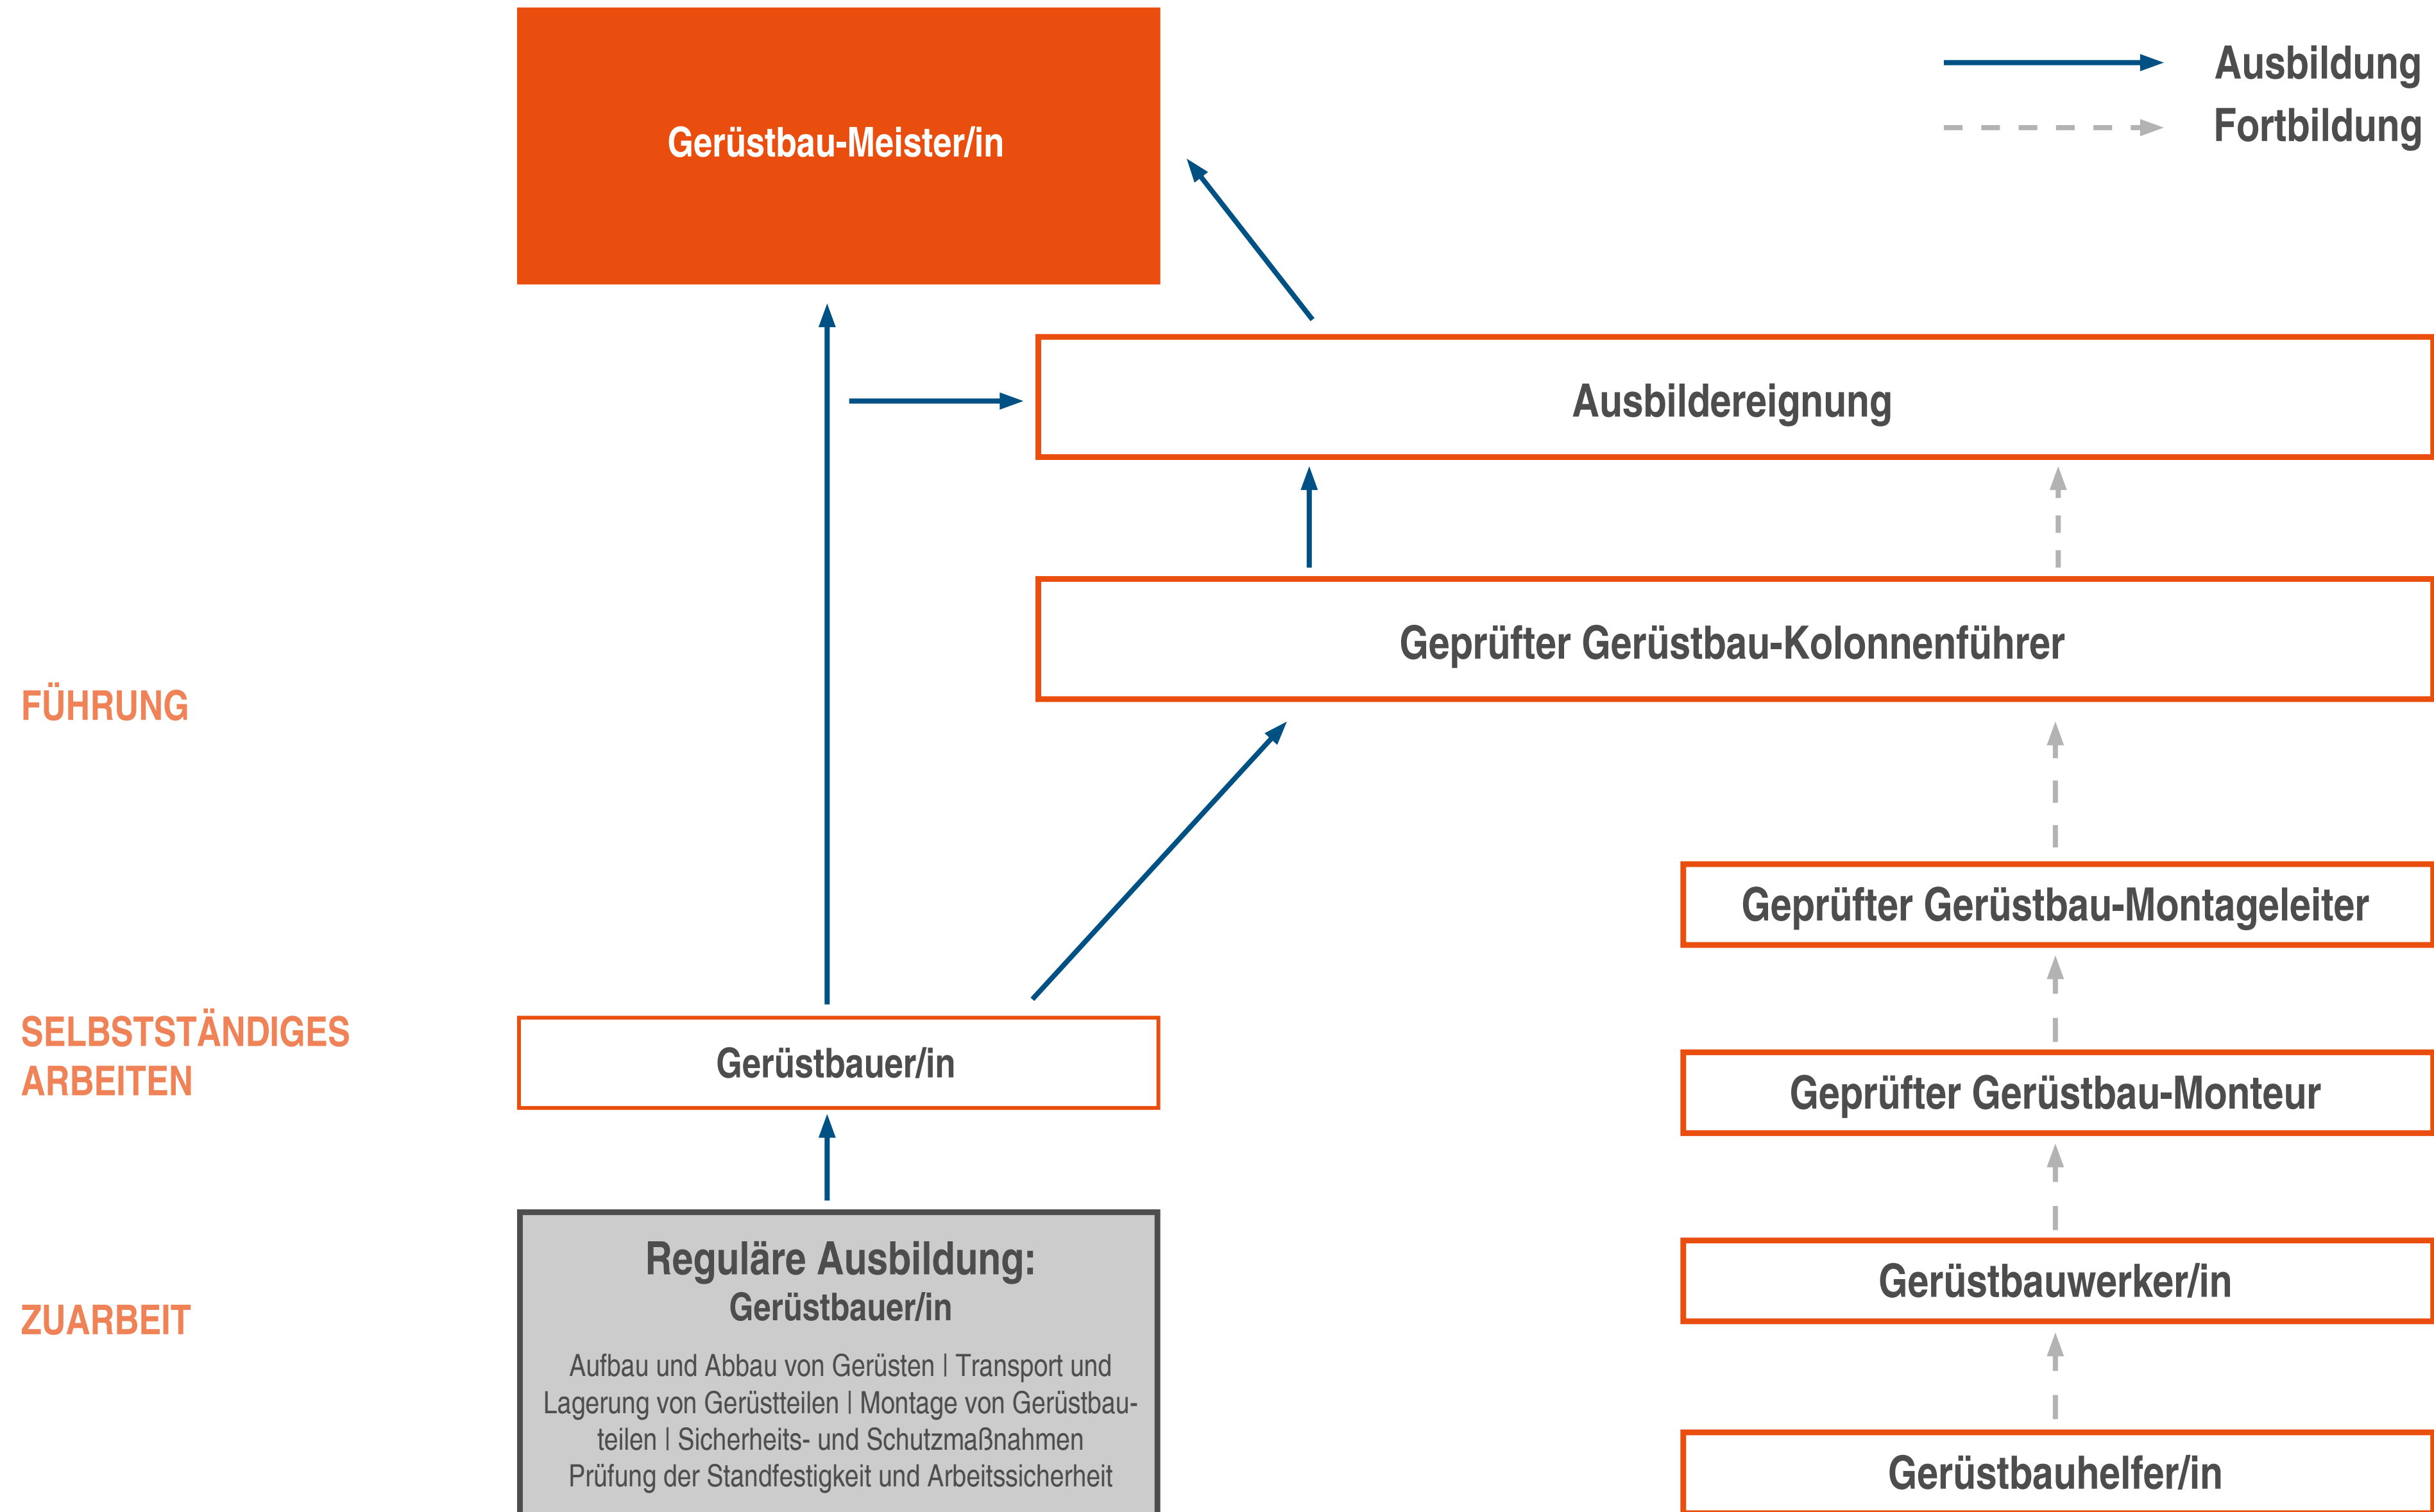 Gerüstbau-Meister/in
Ausbildung
Fortbildung
Ausbildereignung
Geprüfter Gerüstbau-Kolonnenführer
FÜHRUNG
Geprüfter Gerüstbau-Montageleiter
SELBSTSTÄNDIGES
ARBEITEN
Gerüstbauer/in
Geprüfter Gerüstbau-Monteur
ZUARBEIT
Reguläre Ausbildung:
Gerüstbauer/in
Aufbau und Abbau von Gerüsten | Transport und
Lagerung von Gerüstteilen | Montage von Gerüstbau-
teilen | Sicherheits- und Schutzmaßnahmen
Prüfung der Standfestigkeit und Arbeitssicherheit
Gerüstbauwerker/in
Gerüstbauhelfer/in